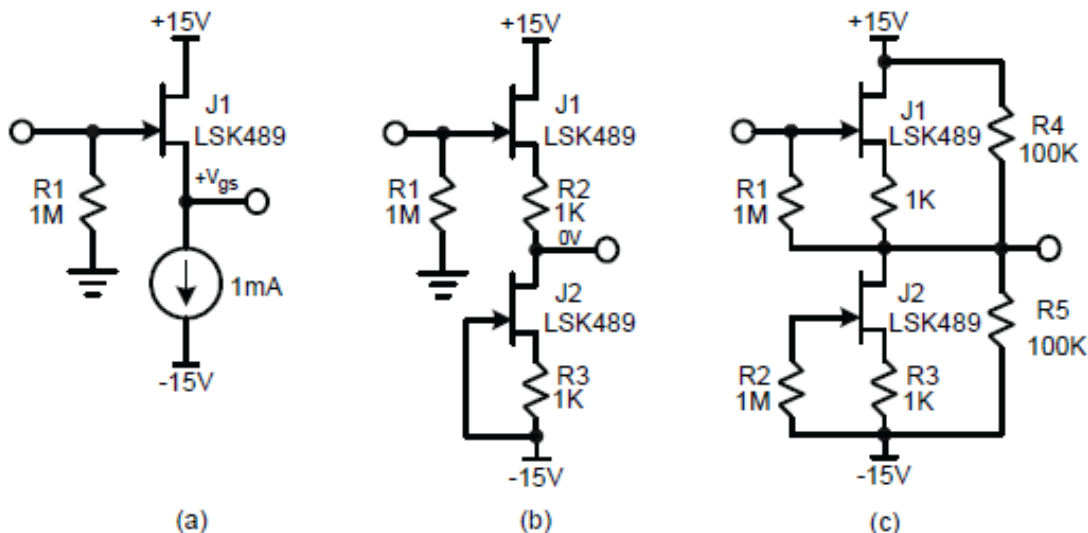 +15V
J1
LSK489
+Vgs
R1
1M
1mA
-15V
(a)
+15V
J1
LSK489
R1
1M
R2
1K
0V
J2
LSK489
R3
1K
-15V
(b)
+15V
J1
LSK489
R4
100K
R1
1M
1K
J2
LSK489
R5
100K
R2
1M
R3
1K
-15V
(c)